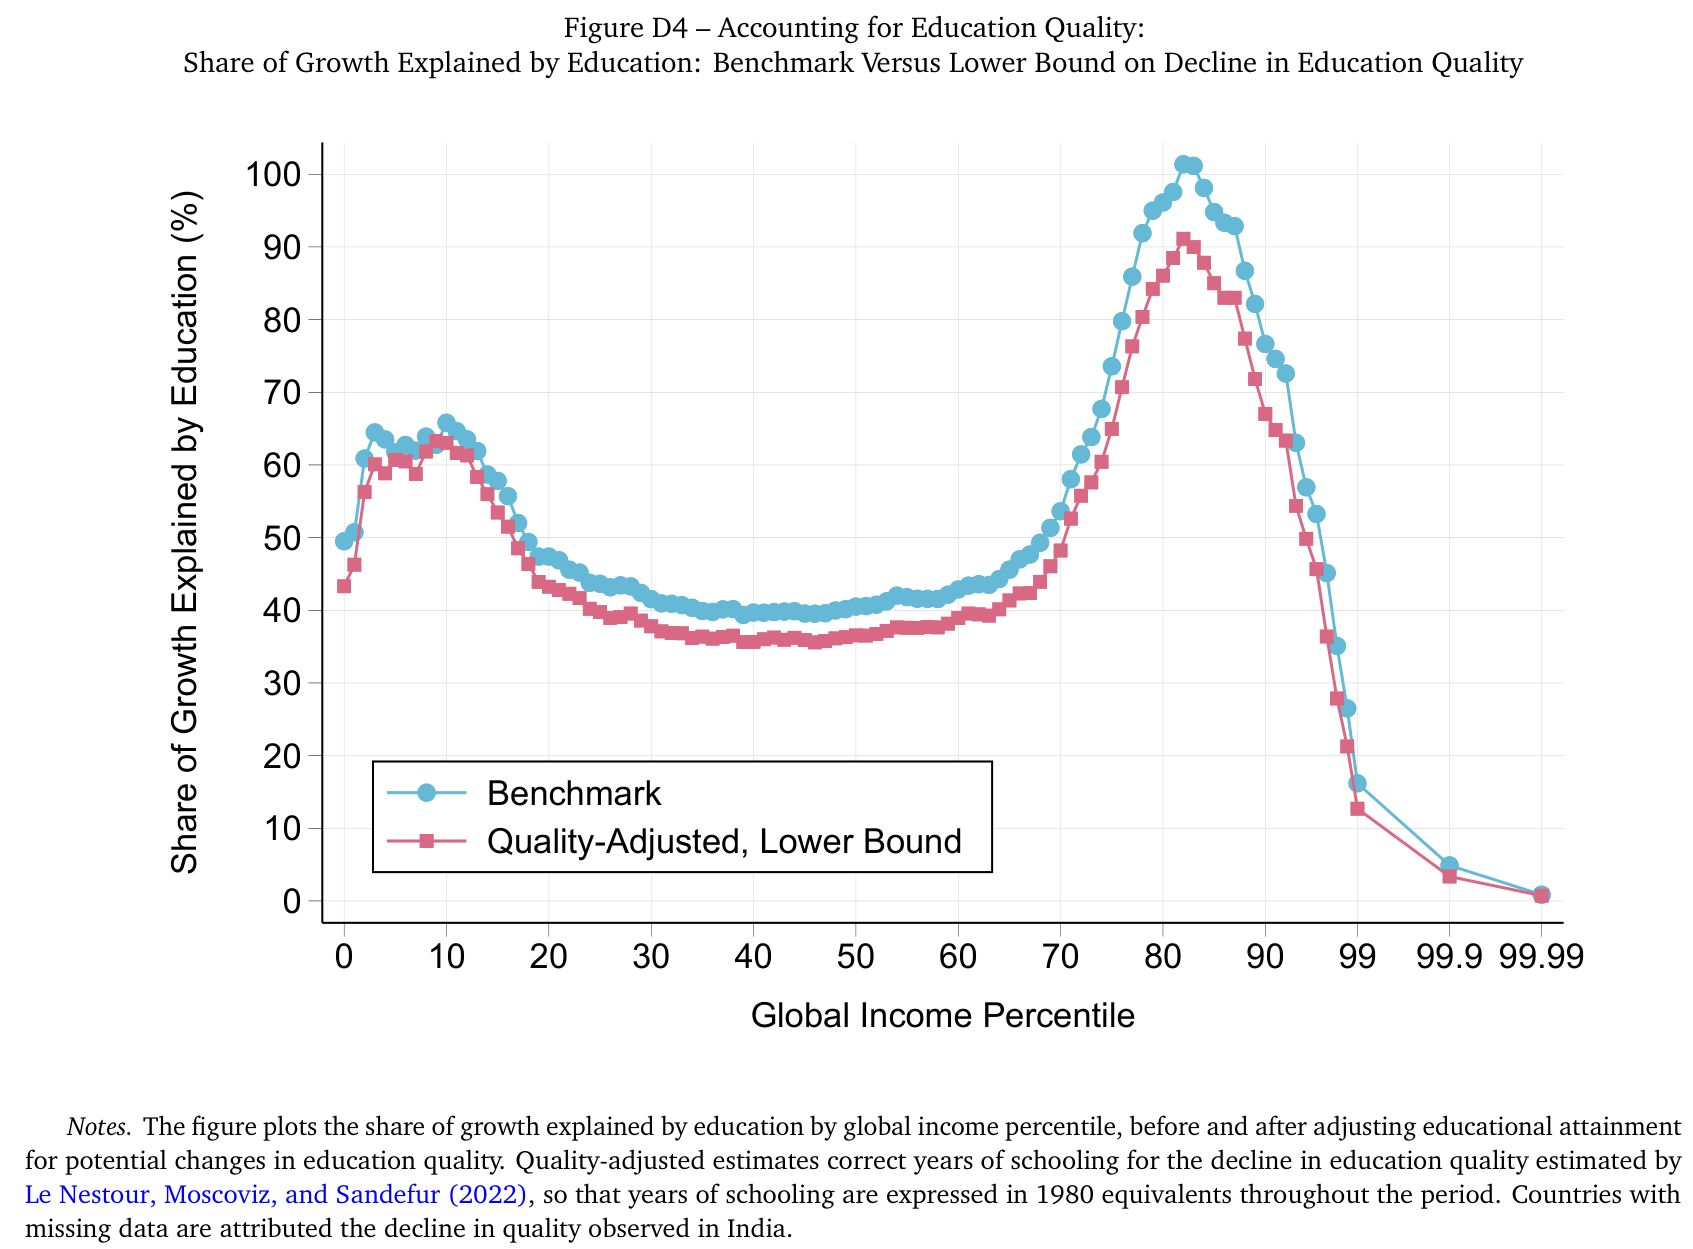 Figure D4 – Accounting for Education Quality:
Share of Growth Explained by Education: Benchmark Versus Lower Bound on Decline in Education Quality
Share of Growth Explained by Education (%)
100
90
80
70
60
50
40
30
20
10
0
Benchmark
Quality-Adjusted, Lower Bound
0 10 20 30 40 50 60 70 80 90 99 99.9 99.99
Global Income Percentile
Notes. The figure plots the share of growth explained by education by global income percentile, before and after adjusting educational attainment
for potential changes in education quality. Quality-adjusted estimates correct years of schooling for the decline in education quality estimated by
Le Nestour, Moscoviz, and Sandefur (2022), so that years of schooling are expressed in 1980 equivalents throughout the period. Countries with
missing data are attributed the decline in quality observed in India.